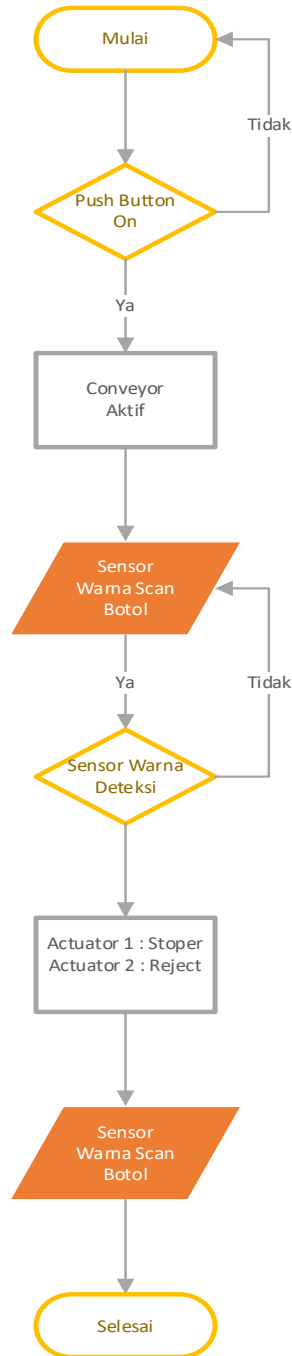 Mulai
Tidak
Push Button
On
Ya
Conveyor
Aktif
Sensor
Warna Scan
Botol
Ya
Tidak
Sensor Warna
Deteksi
Actuator 1 : Stoper
Actuator 2 : Reject
Sensor
Warna Scan
Botol
Selesai